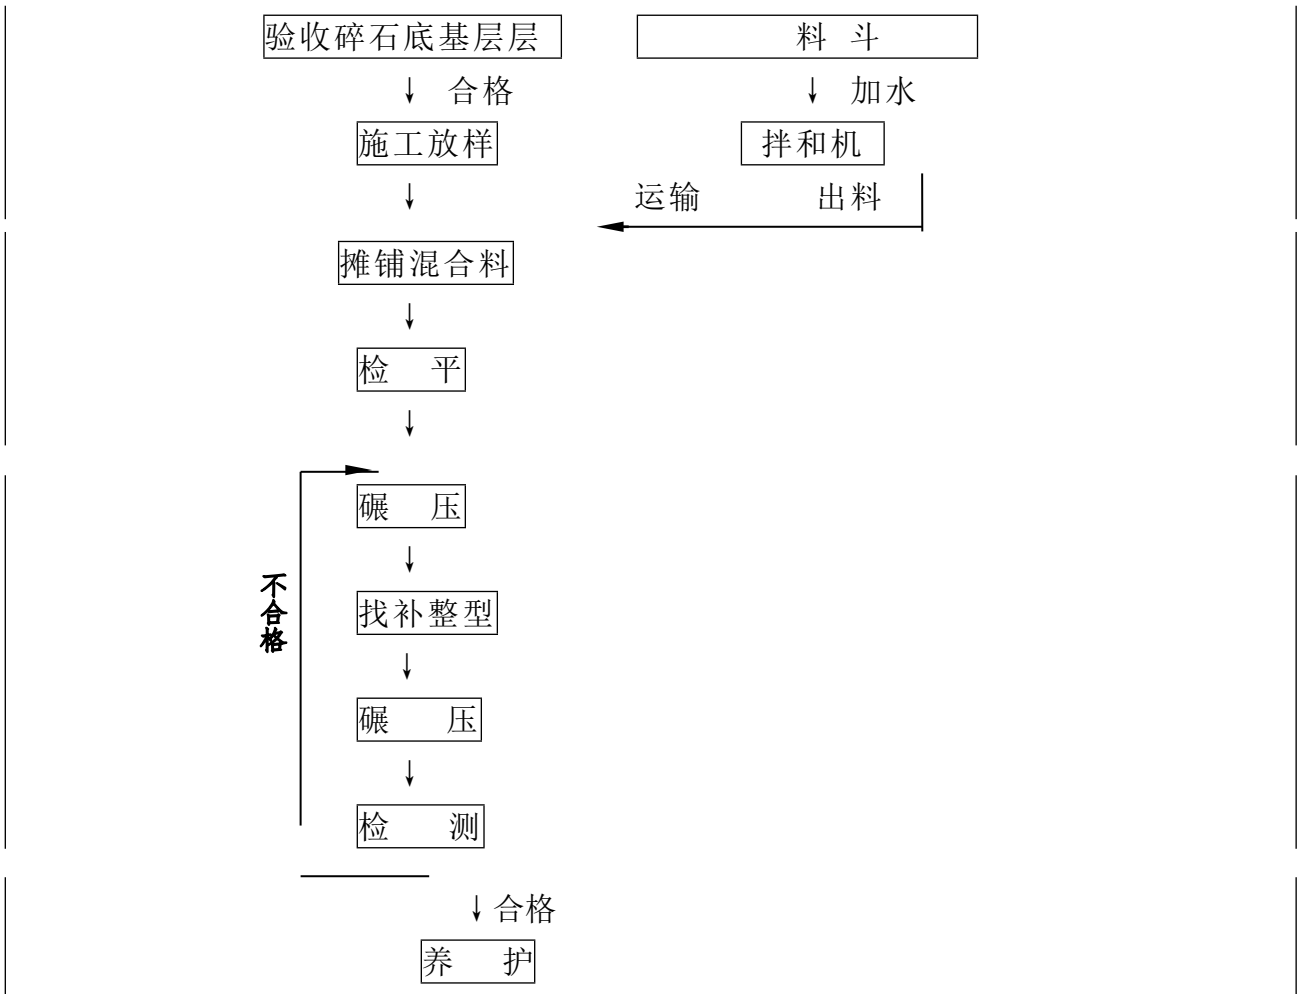 验收碎石底基层层
料 斗
↓ 合格
↓ 加水
施工放样
拌和机
↓
运输 出料
摊铺混合料
↓
检 平
↓
碾 压
↓
不合格
找补整型
↓
碾 压
↓
检 测
↓合格
养 护